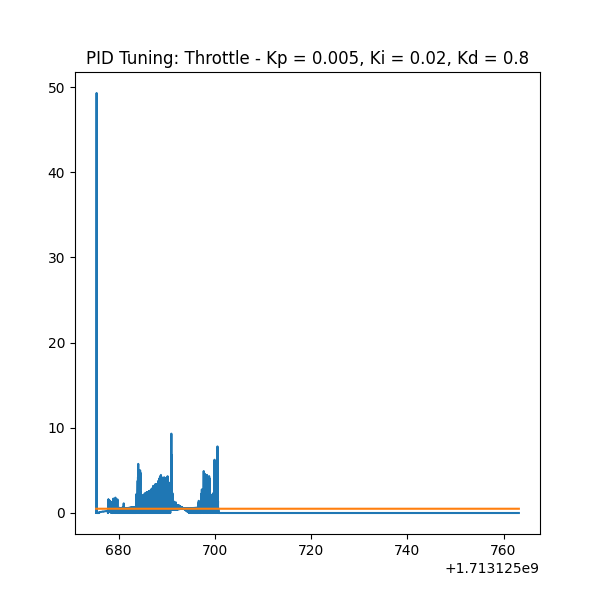 PID Tuning: Throttle - Kp = 0.005, Ki = 0.02, Kd = 0.8
50
40
30
20
10
0
680 700 720 740 760
+1.713125e9